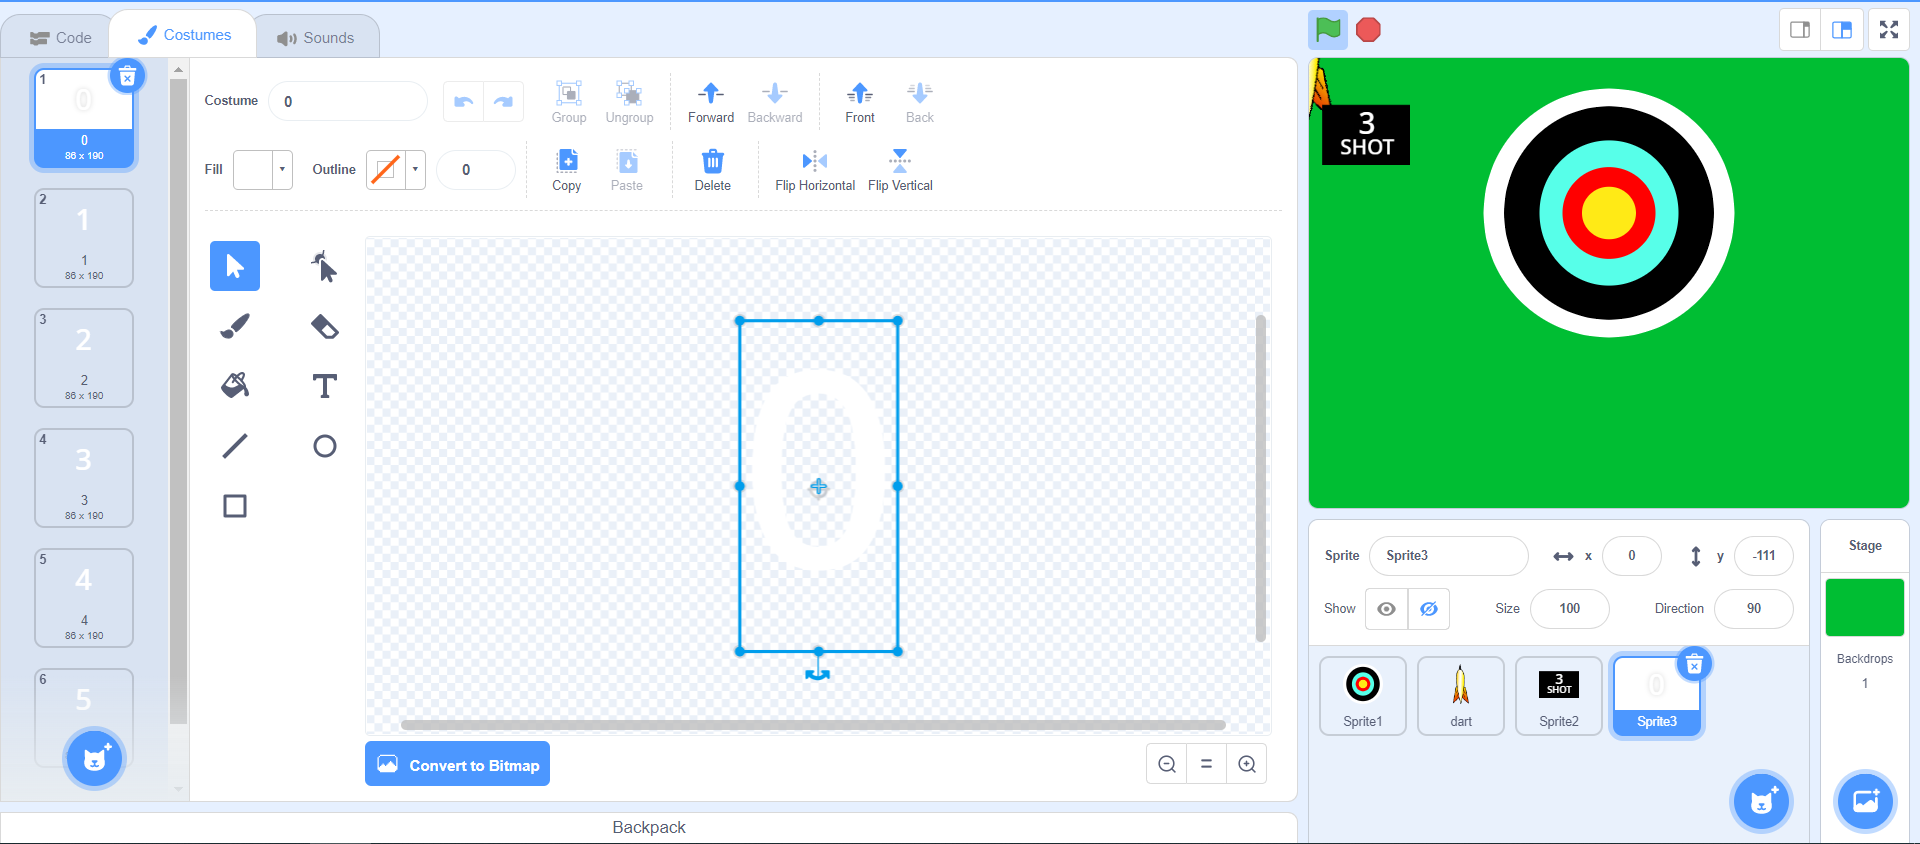 Code
Costumes
Sounds
1
0
0
86 x 190
2
1
1
86 x 190
3
2
2
86 x 190
4
3
3
86 x 190
5
4
4
86 x 190
6
5
Costume
0
Group
Ungroup
Forward
Backward
Front
Back
Fill
Outline
0
Copy
Paste
Delete
Flip Horizontal
Flip Vertical
T
0
Convert to Bitmap
Backpack
3
SHOT
Sprite
Sprite3
x
0
y
-111
Show
Size
100
Direction
90
Sprite1
dart
3
SHOT
Sprite2
0
Sprite3
Stage
Backdrops
1